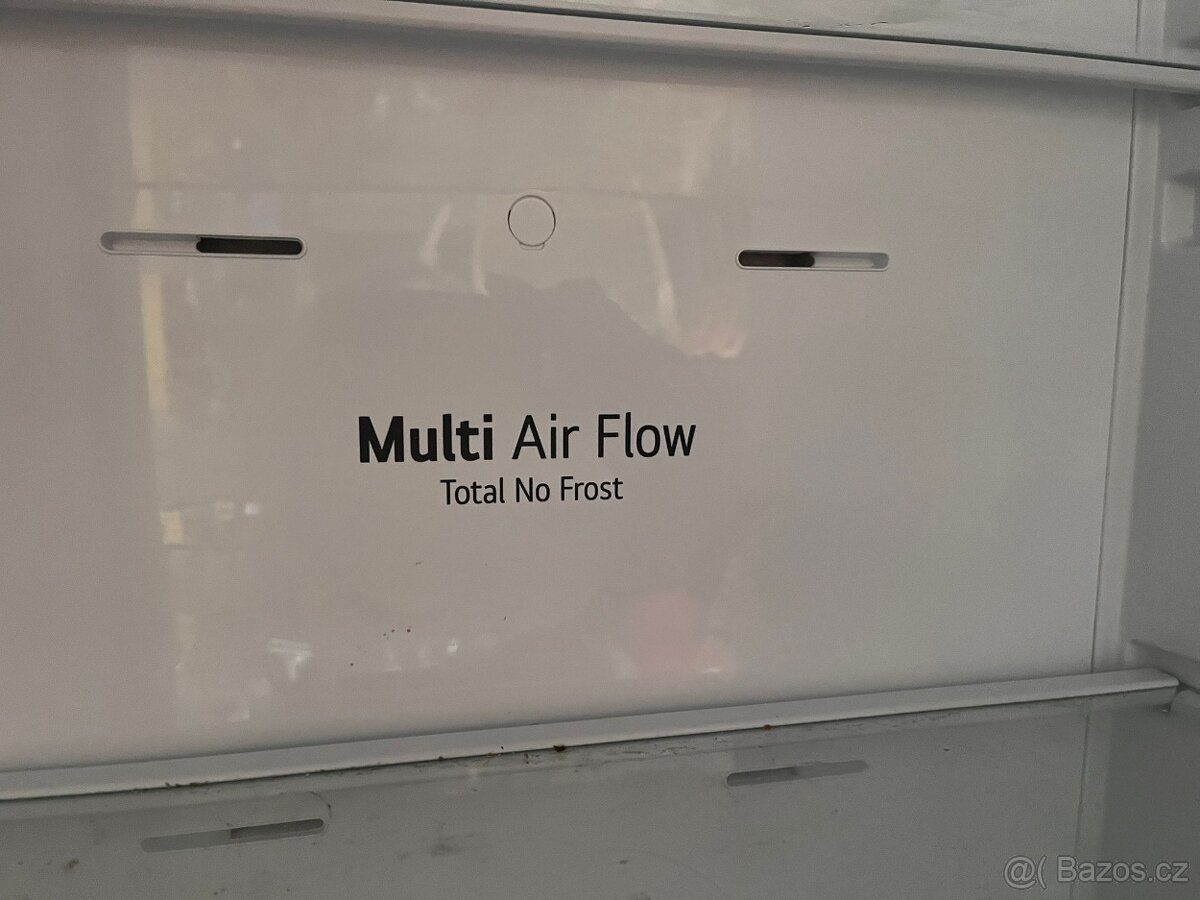 Multi Air Flow
Total No Frost
@( Bazos.cz